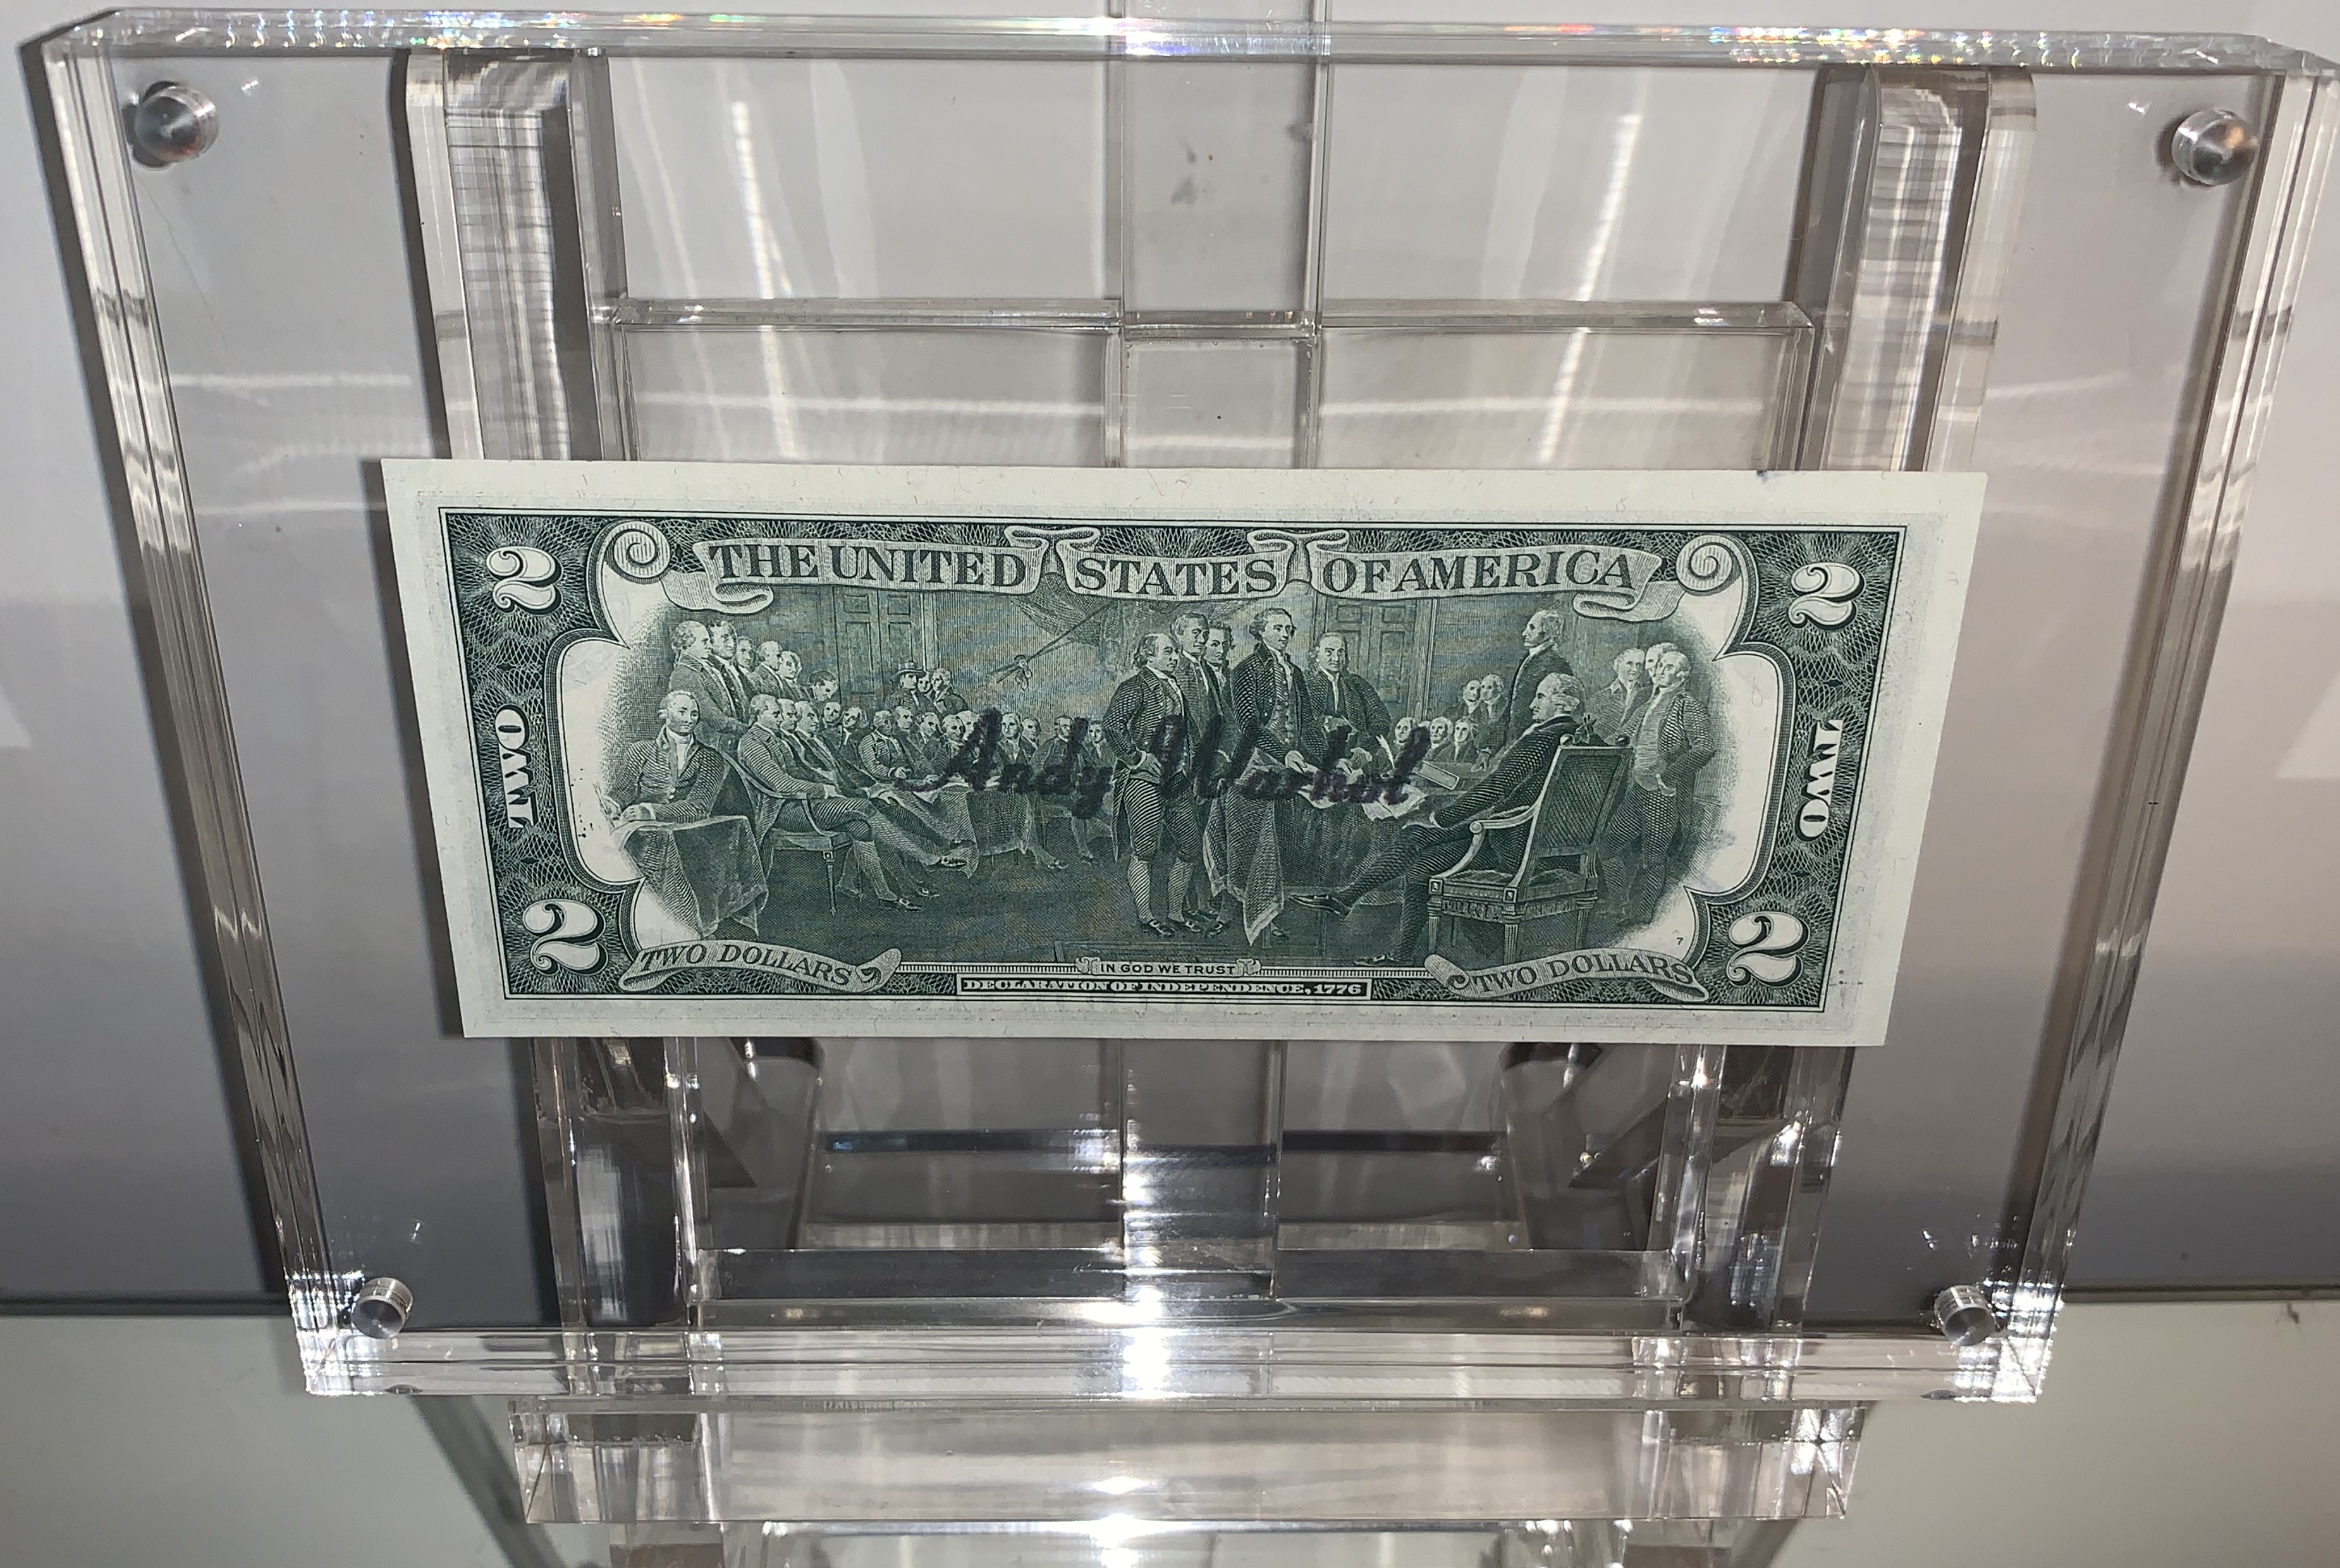 2 THE UNITED STATES OF AMERICA 2
TWO
Andy Warhol
TWO
7
2 TWO DOLLARS IN GOD WE TRUST TWO DOLLARS 2
DECLARATION OF INDEPENDENCE, 1776